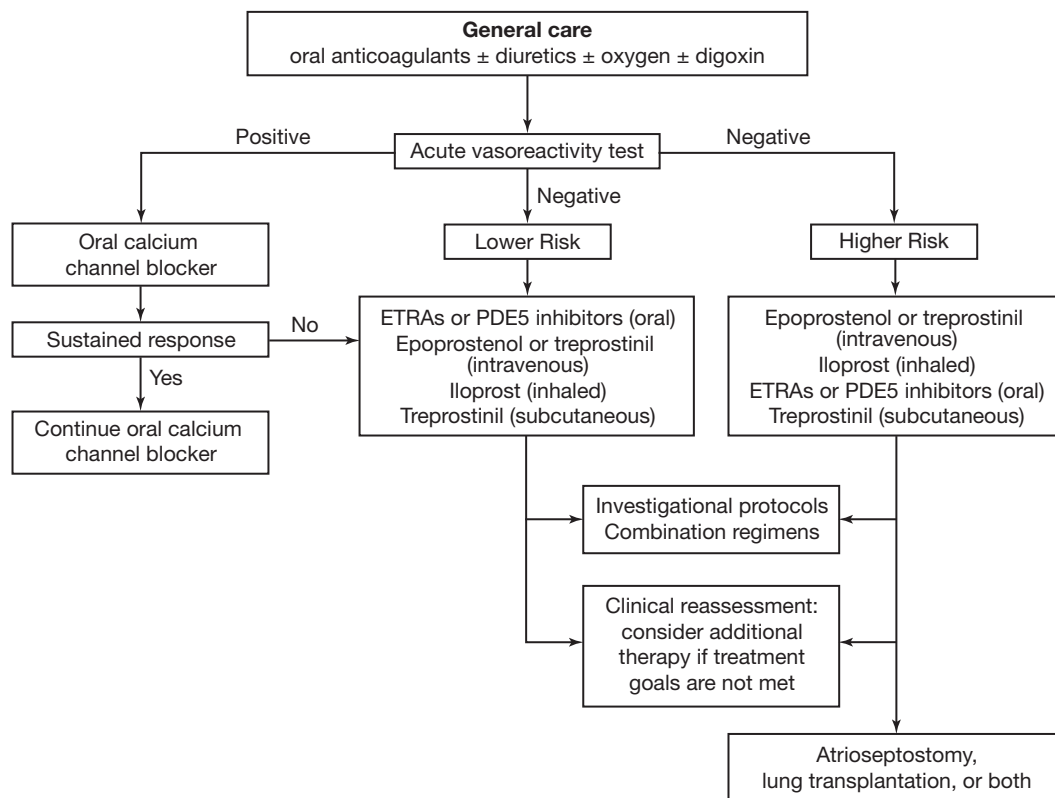 General care
oral anticoagulants ± diuretics ± oxygen ± digoxin
Positive
Acute vasoreactivity test
Negative
Negative
Oral calcium
channel blocker
Lower Risk
Higher Risk
Sustained response
No
ETRAs or PDE5 inhibitors (oral)
Epoprostenol or treprostinil
(intravenous)
Iloprost (inhaled)
Treprostinil (subcutaneous)
Epoprostenol or treprostinil
(intravenous)
Iloprost (inhaled)
ETRAs or PDE5 inhibitors (oral)
Treprostinil (subcutaneous)
Yes
Continue oral calcium
channel blocker
Investigational protocols
Combination regimens
Clinical reassessment:
consider additional
therapy if treatment
goals are not met
Atrioseptostomy,
lung transplantation, or both